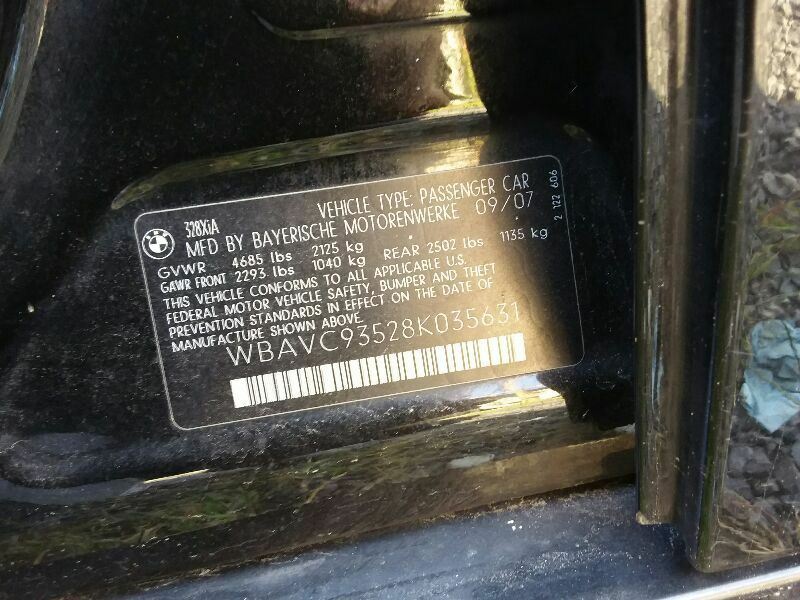 BMW
328XiA
VEHICLE TYPE: PASSENGER CAR
MFD BY BAYERISCHE MOTORENWERKE 09/07
GVWR 4685 lbs 2125 kg
GAWR FRONT 2293 lbs 1040 kg REAR 2502 lbs 1135 kg
THIS VEHICLE CONFORMS TO ALL APPLICABLE U.S.
FEDERAL MOTOR VEHICLE SAFETY, BUMPER AND THEFT
PREVENTION STANDARDS IN EFFECT ON THE DATE OF
MANUFACTURE SHOWN ABOVE.
WBAVC93528K035631
2 122 606